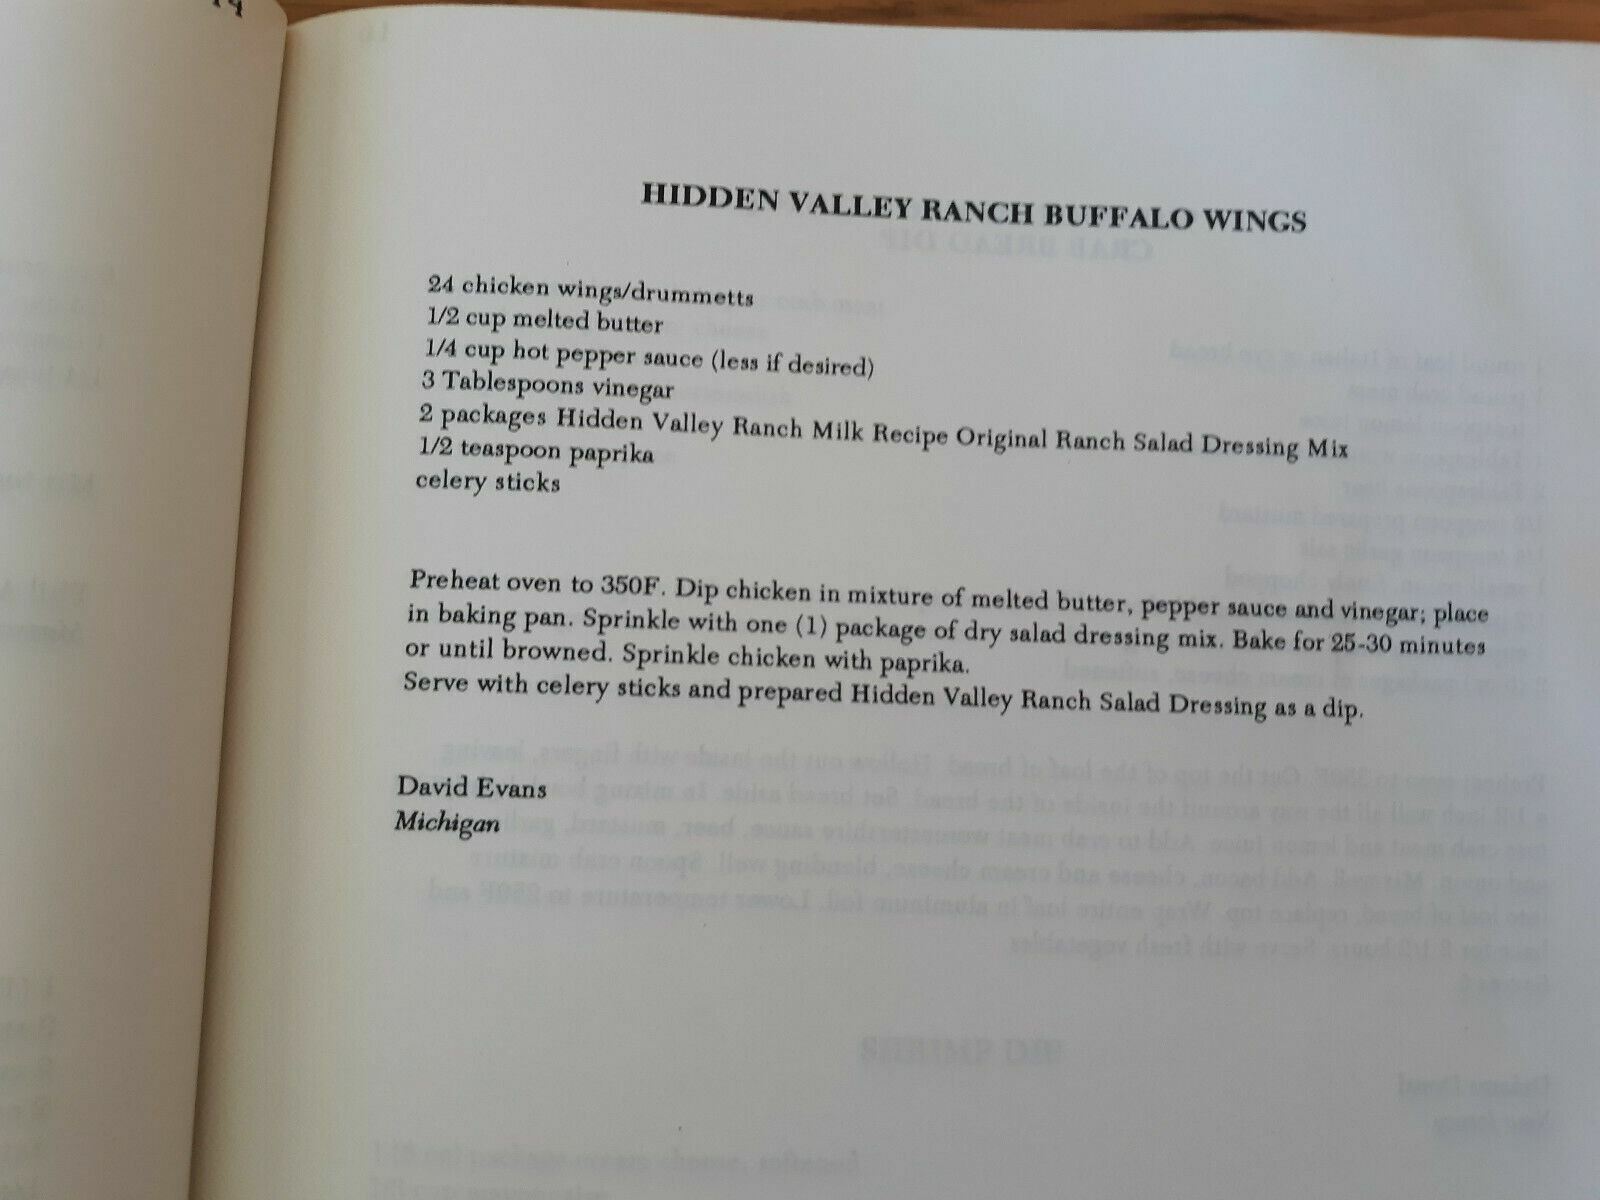 HIDDEN VALLEY RANCH BUFFALO WINGS
24 chicken wings/drummetts
1/2 cup melted butter
1/4 cup hot pepper sauce (less if desired)
3 Tablespoons vinegar
2 packages Hidden Valley Ranch Milk Recipe Original Ranch Salad Dressing Mix
1/2 teaspoon paprika
celery sticks
Preheat oven to 350F. Dip chicken in mixture of melted butter, pepper sauce and vinegar; place
in baking pan. Sprinkle with one (1) package of dry salad dressing mix. Bake for 25-30 minutes
or until browned. Sprinkle chicken with paprika.
Serve with celery sticks and prepared Hidden Valley Ranch Salad Dressing as a dip.
David Evans
Michigan